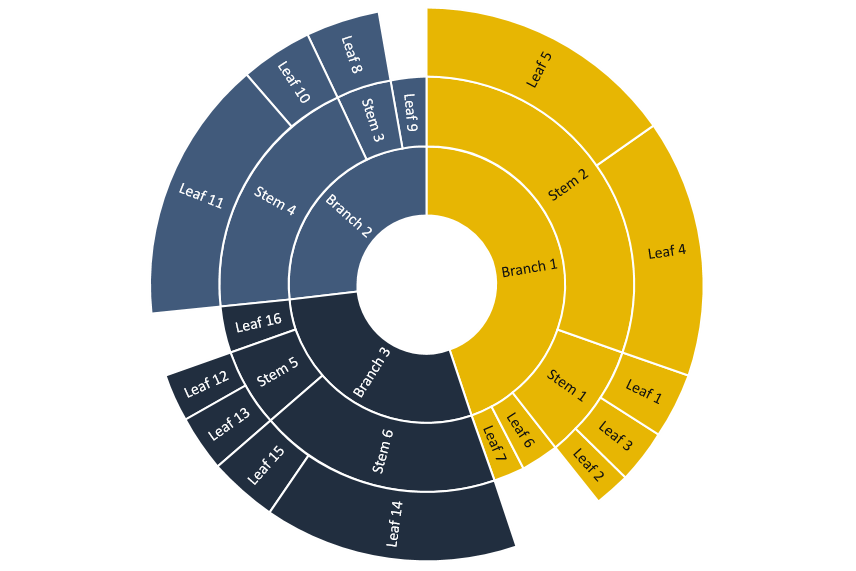 Leaf 5
Leaf 8
Leaf 10
Leaf 9
Stem 3
Stem 2
Leaf 11
Stem 4
Branch 2
Leaf 4
Branch 1
Leaf 16
Branch 3
Stem 5
Leaf 12
Stem 1
Leaf 1
Leaf 13
Leaf 6
Leaf 3
Leaf 7
Stem 6
Leaf 15
Leaf 2
Leaf 14